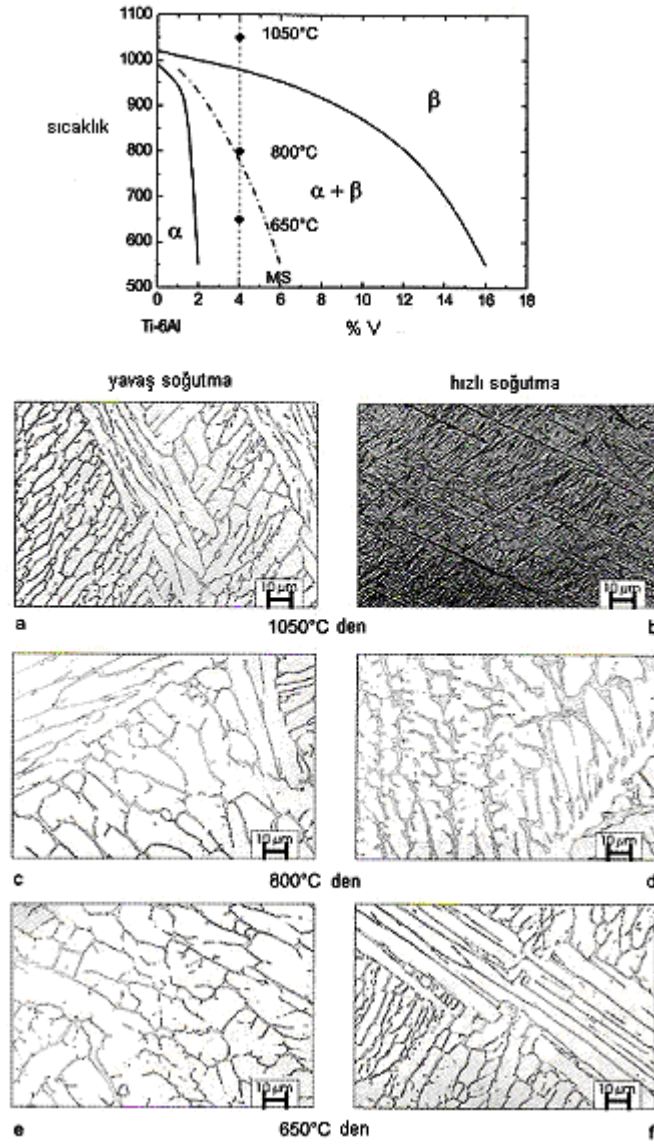 1100
1050°C
1000
900
β
sıcaklık
800
800°C
α + β
700
650°C
α
600
MS
500
0 2 4 6 8 10 12 14 16 18
Ti-6Al
% V
yavaş soğutma
hızlı soğutma
10 µm
10 µm
a
1050°C den
b
10 µm
10 µm
c
800°C den
d
10 µm
10 µm
e
650°C den
f